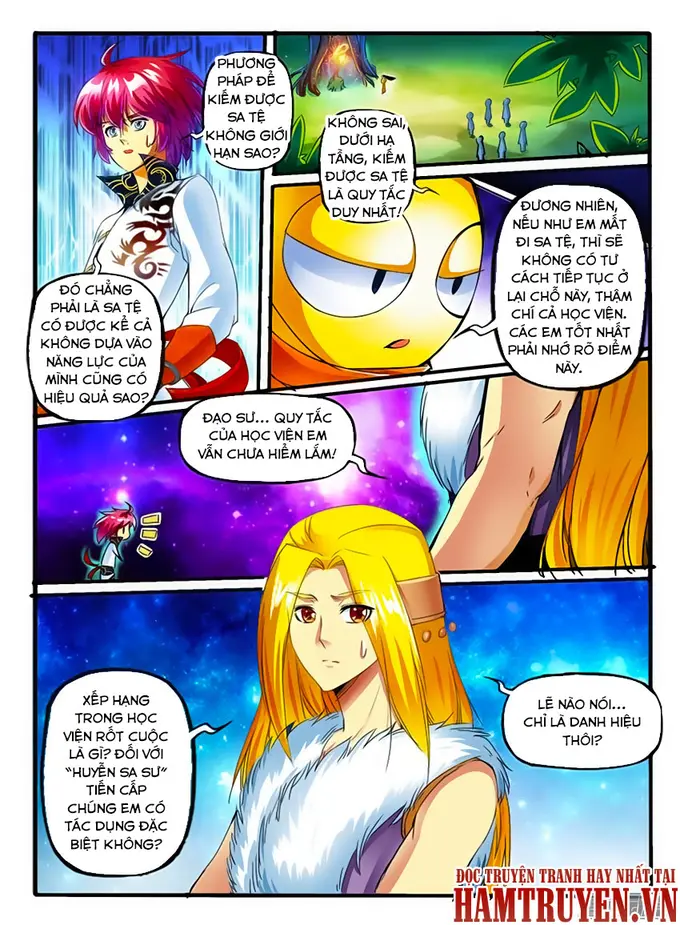 PHƯƠNG
PHÁP ĐỂ
KIẾM ĐƯỢC
SA TỆ
KHÔNG GIỚI
HẠN SAO?
KHÔNG SAI,
DƯỚI HẠ
TẦNG, KIẾM
ĐƯỢC SA TỆ
LÀ QUY TẮC
DUY NHẤT!
ĐƯƠNG NHIÊN,
NẾU NHƯ EM MẤT
ĐI SA TỆ, THÌ SẼ
KHÔNG CÓ TƯ
CÁCH TIẾP TỤC Ở
LẠI CHỖ NÀY, THẬM
CHÍ CẢ HỌC VIỆN.
CÁC EM TỐT NHẤT
PHẢI NHỚ RÕ ĐIỂM
NÀY.
ĐÓ CHẲNG
PHẢI LÀ SA TỆ
CÓ ĐƯỢC KỂ CẢ
KHÔNG DỰA VÀO
NĂNG LỰC CỦA
MÌNH CŨNG CÓ
HIỆU QUẢ SAO?
ĐẠO SƯ... QUY TẮC
CỦA HỌC VIỆN EM
VẪN CHƯA HIỂM LẮM!
XẾP HẠNG
TRONG HỌC
VIỆN RỐT CUỘC
LÀ GÌ? ĐỐI VỚI
“HUYỄN SA SƯ”
TIẾN CẤP
CHÚNG EM CÓ
TÁC DỤNG ĐẶC
BIỆT KHÔNG?
LẼ NÀO NÓI...
CHỈ LÀ DANH HIỆU
THÔI?
ĐỌC TRUYỆN TRANH HAY NHẤT TẠI
HAMTRUYEN.VN